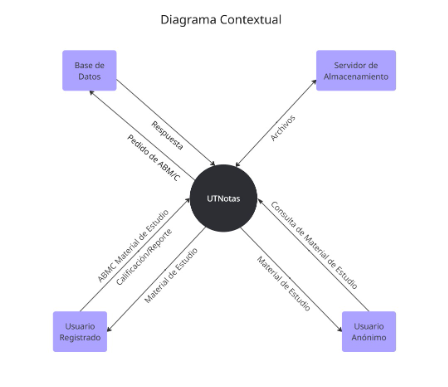 Diagrama Contextual
Base de
Datos
Servidor de
Almacenamiento
Respuesta
Pedido de ABM/C
Archivos
UTNotas
ABMC Material de Estudio
Calificación/Reporte
Material de Estudio
Consulta de Material de Estudio
Material de Estudio
Usuario
Registrado
Usuario
Anónimo